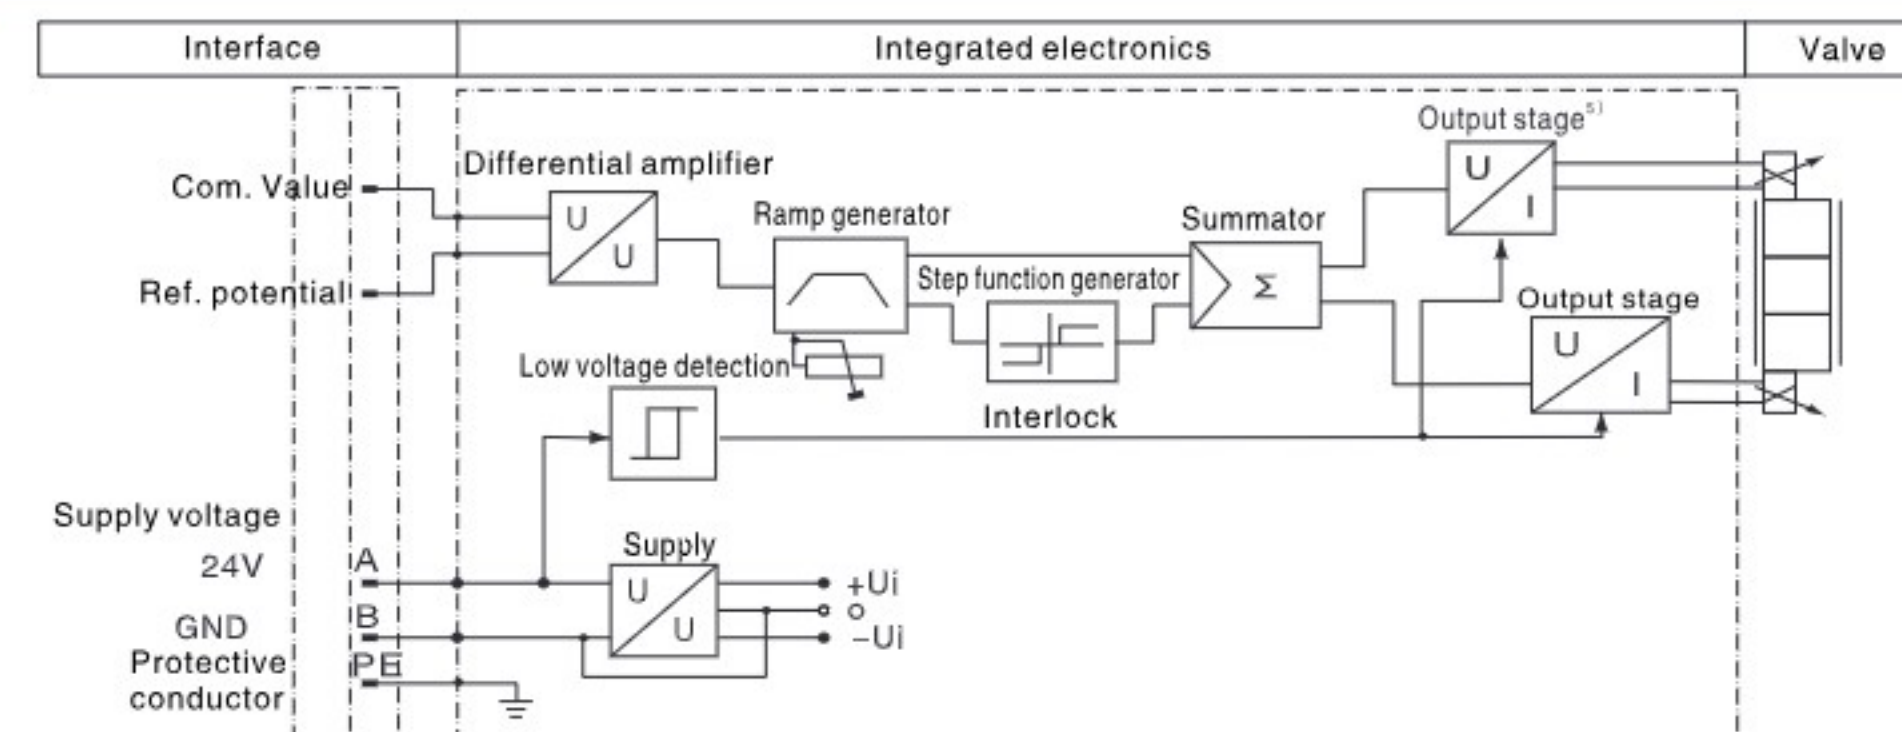 Interface
Integrated electronics
Valve
Output stage⁵⁾
Differential amplifier
Com. Value
U
U
Ramp generator
Summator
U
I
Ref. potential
Step function generator
Σ
Output stage
U
I
Low voltage detection
Interlock
Supply voltage
24V
A
Supply
U
U
+Ui
o
−Ui
B
GND
Protective
conductor
PE